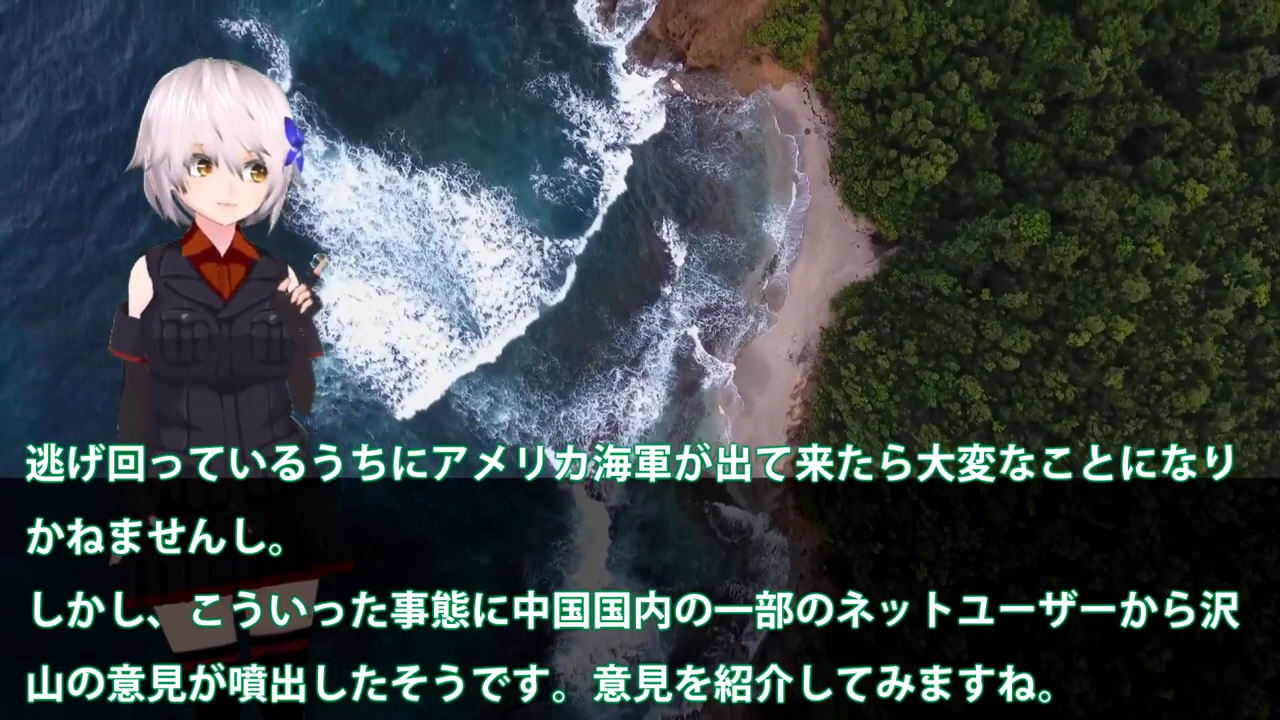 逃げ回っているうちにアメリカ海軍が出て来たら大変なことになり
かねませんし。
しかし、こういった事態に中国国内の一部のネットユーザーから沢
山の意見が噴出したそうです。意見を紹介してみますね。